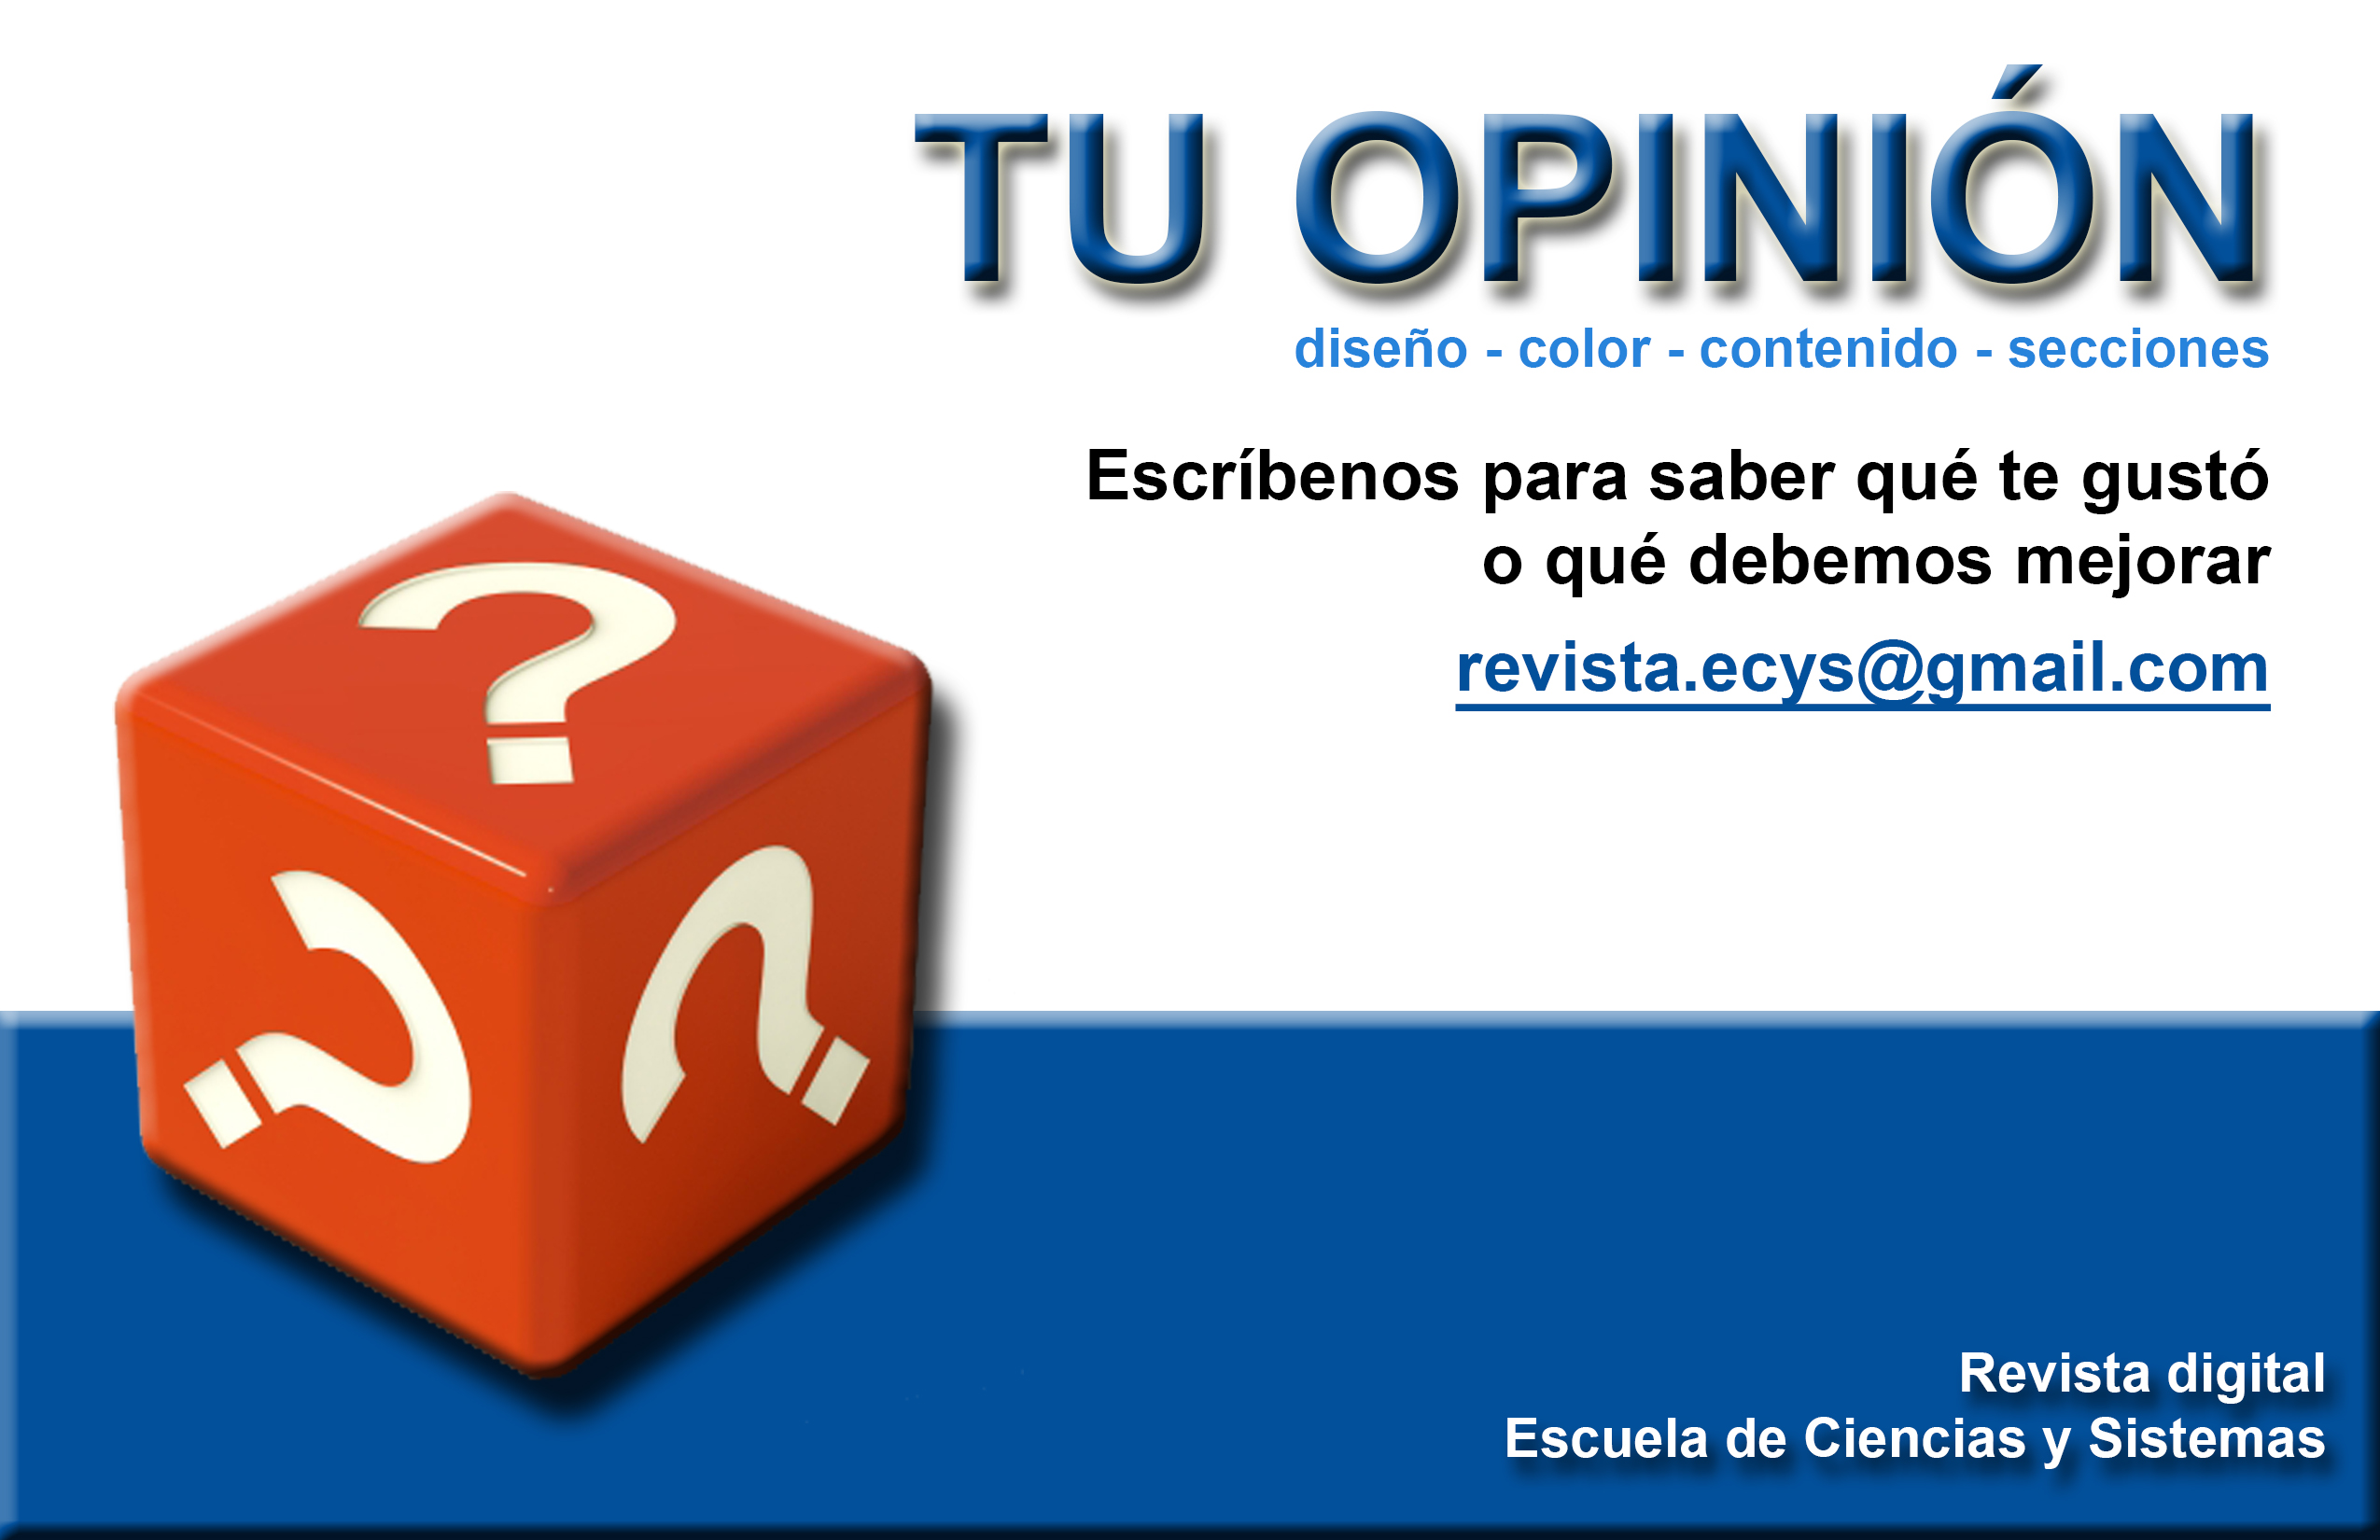 TU OPINIÓN
diseño - color - contenido - secciones
Escríbenos para saber qué te gustó
o qué debemos mejorar
revista.ecys@gmail.com
?
?
?
Revista digital
Escuela de Ciencias y Sistemas